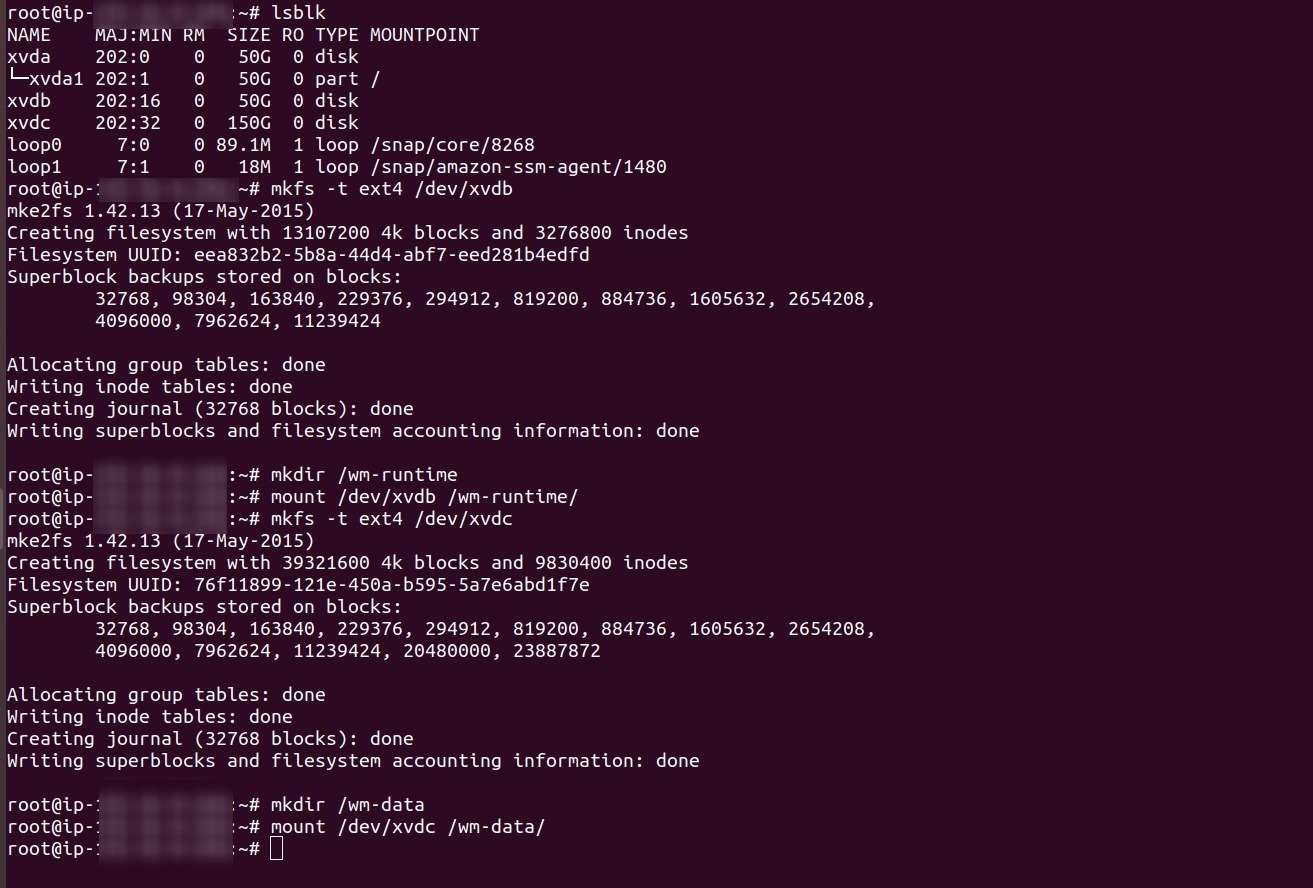 root@ip-:~# lsblk
NAME    MAJ:MIN RM   SIZE RO TYPE MOUNTPOINT
xvda    202:0    0    50G  0 disk
└─xvda1 202:1    0    50G  0 part /
xvdb    202:16   0    50G  0 disk
xvdc    202:32   0   150G  0 disk
loop0     7:0    0 89.1M  1 loop /snap/core/8268
loop1     7:1    0    18M  1 loop /snap/amazon-ssm-agent/1480
root@ip-:~# mkfs -t ext4 /dev/xvdb
mke2fs 1.42.13 (17-May-2015)
Creating filesystem with 13107200 4k blocks and 3276800 inodes
Filesystem UUID: eea832b2-5b8a-44d4-abf7-eed281b4edfd
Superblock backups stored on blocks:
        32768, 98304, 163840, 229376, 294912, 819200, 884736, 1605632, 2654208,
        4096000, 7962624, 11239424

Allocating group tables: done
Writing inode tables: done
Creating journal (32768 blocks): done
Writing superblocks and filesystem accounting information: done

root@ip-:~# mkdir /wm-runtime
root@ip-:~# mount /dev/xvdb /wm-runtime/
root@ip-:~# mkfs -t ext4 /dev/xvdc
mke2fs 1.42.13 (17-May-2015)
Creating filesystem with 39321600 4k blocks and 9830400 inodes
Filesystem UUID: 76f11899-121e-450a-b595-5a7e6abd1f7e
Superblock backups stored on blocks:
        32768, 98304, 163840, 229376, 294912, 819200, 884736, 1605632, 2654208,
        4096000, 7962624, 11239424, 20480000, 23887872

Allocating group tables: done
Writing inode tables: done
Creating journal (32768 blocks): done
Writing superblocks and filesystem accounting information: done

root@ip-:~# mkdir /wm-data
root@ip-:~# mount /dev/xvdc /wm-data/
root@ip-:~#